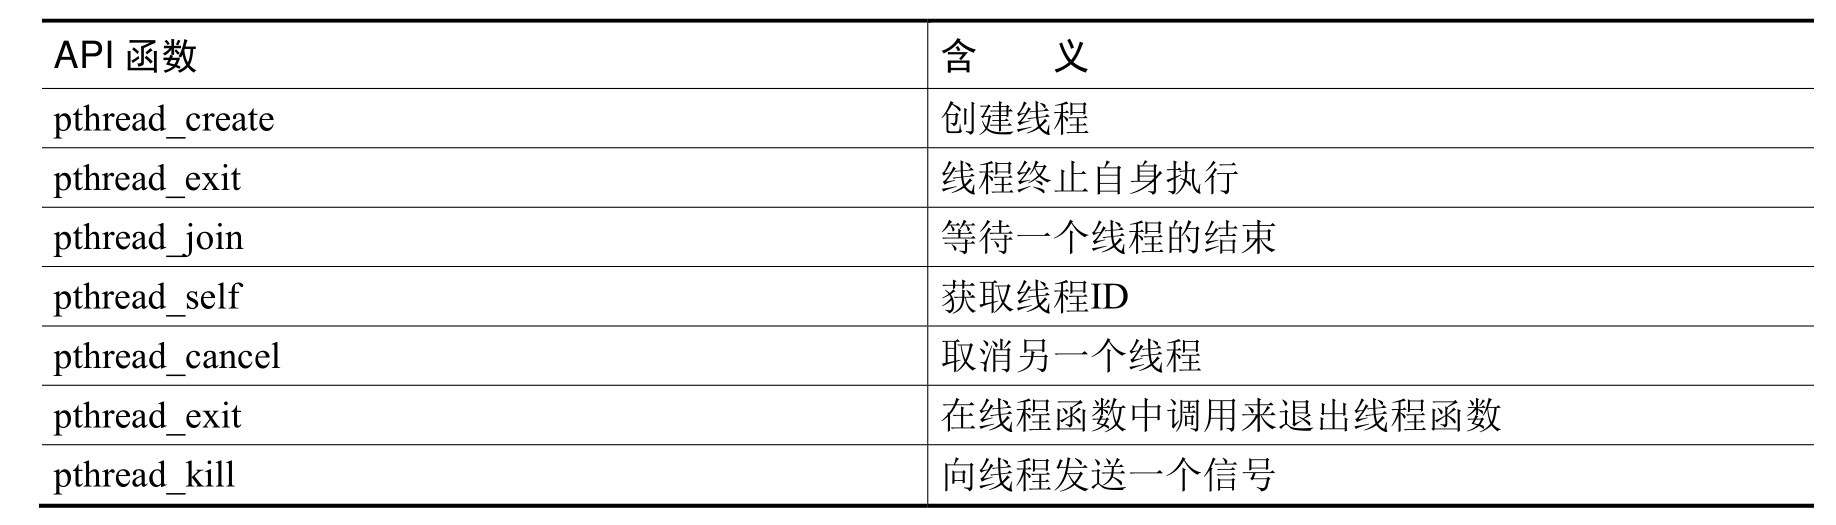 API 函数 含 义
pthread_create 创建线程
pthread_exit 线程终止自身执行
pthread_join 等待一个线程的结束
pthread_self 获取线程ID
pthread_cancel 取消另一个线程
pthread_exit 在线程函数中调用来退出线程函数
pthread_kill 向线程发送一个信号